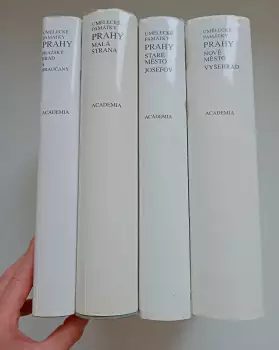 UMĚLECKÉ
PAMÁTKY
PRAHY
PRAŽSKÝ
HRAD
A
HRADČANY
ACADEMIA
UMĚLECKÉ
PAMÁTKY
PRAHY
MALÁ
STRANA
ACADEMIA
UMĚLECKÉ
PAMÁTKY
PRAHY
STARÉ
MĚSTO
JOSEFOV
ACADEMIA
UMĚLECKÉ
PAMÁTKY
PRAHY
NOVÉ
MĚSTO
VYŠEHRAD
ACADEMIA